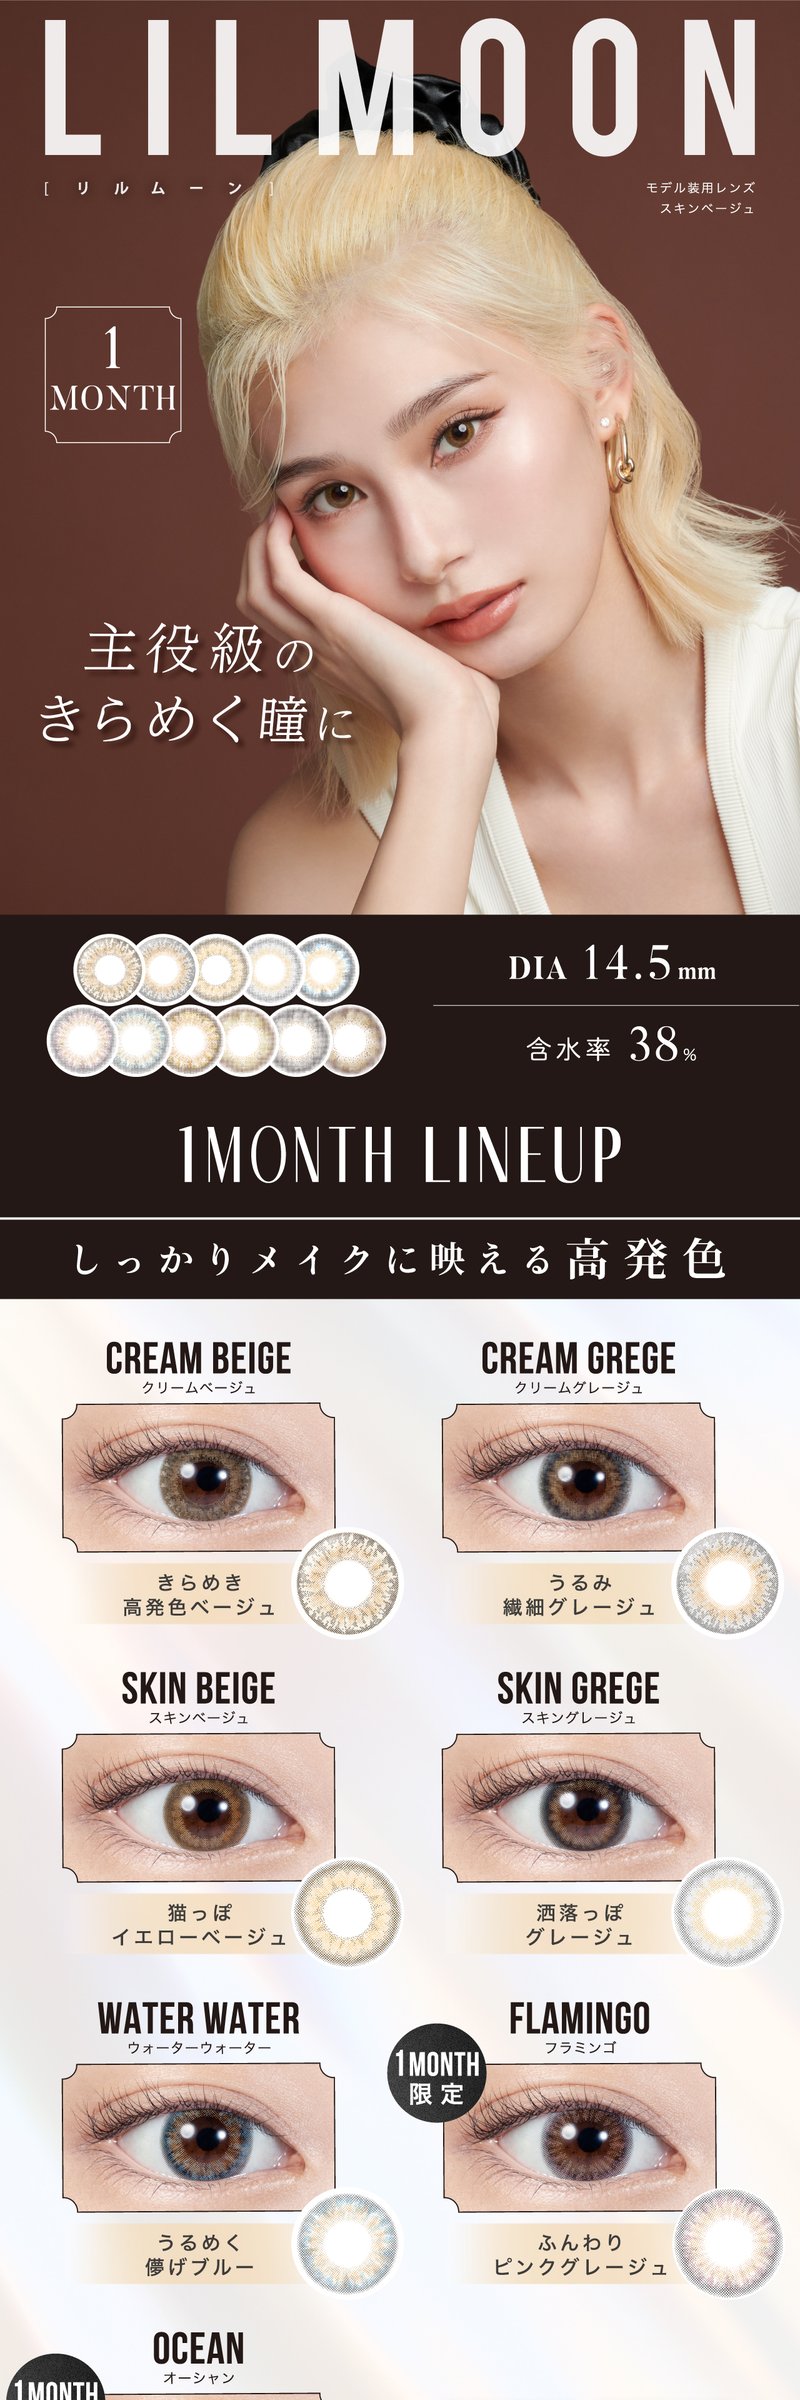 LILMOON
[リルムーン]
モデル装用レンズ
スキンベージュ
1
MONTH
主役級の
きらめく瞳に
DIA 14.5mm
含水率 38%
1MONTH LINEUP
しっかりメイクに映える高発色
CREAM BEIGE
クリームベージュ
きらめき
高発色ベージュ
CREAM GREGE
クリームグレージュ
うるみ
繊細グレージュ
SKIN BEIGE
スキンベージュ
猫っぽ
イエローベージュ
SKIN GREGE
スキングレージュ
洒落っぽ
グレージュ
WATER WATER
ウォーターウォーター
うるめく
儚げブルー
FLAMINGO
フラミンゴ
1MONTH
限定
ふんわり
ピンクグレージュ
OCEAN
オーシャン
1MONTH